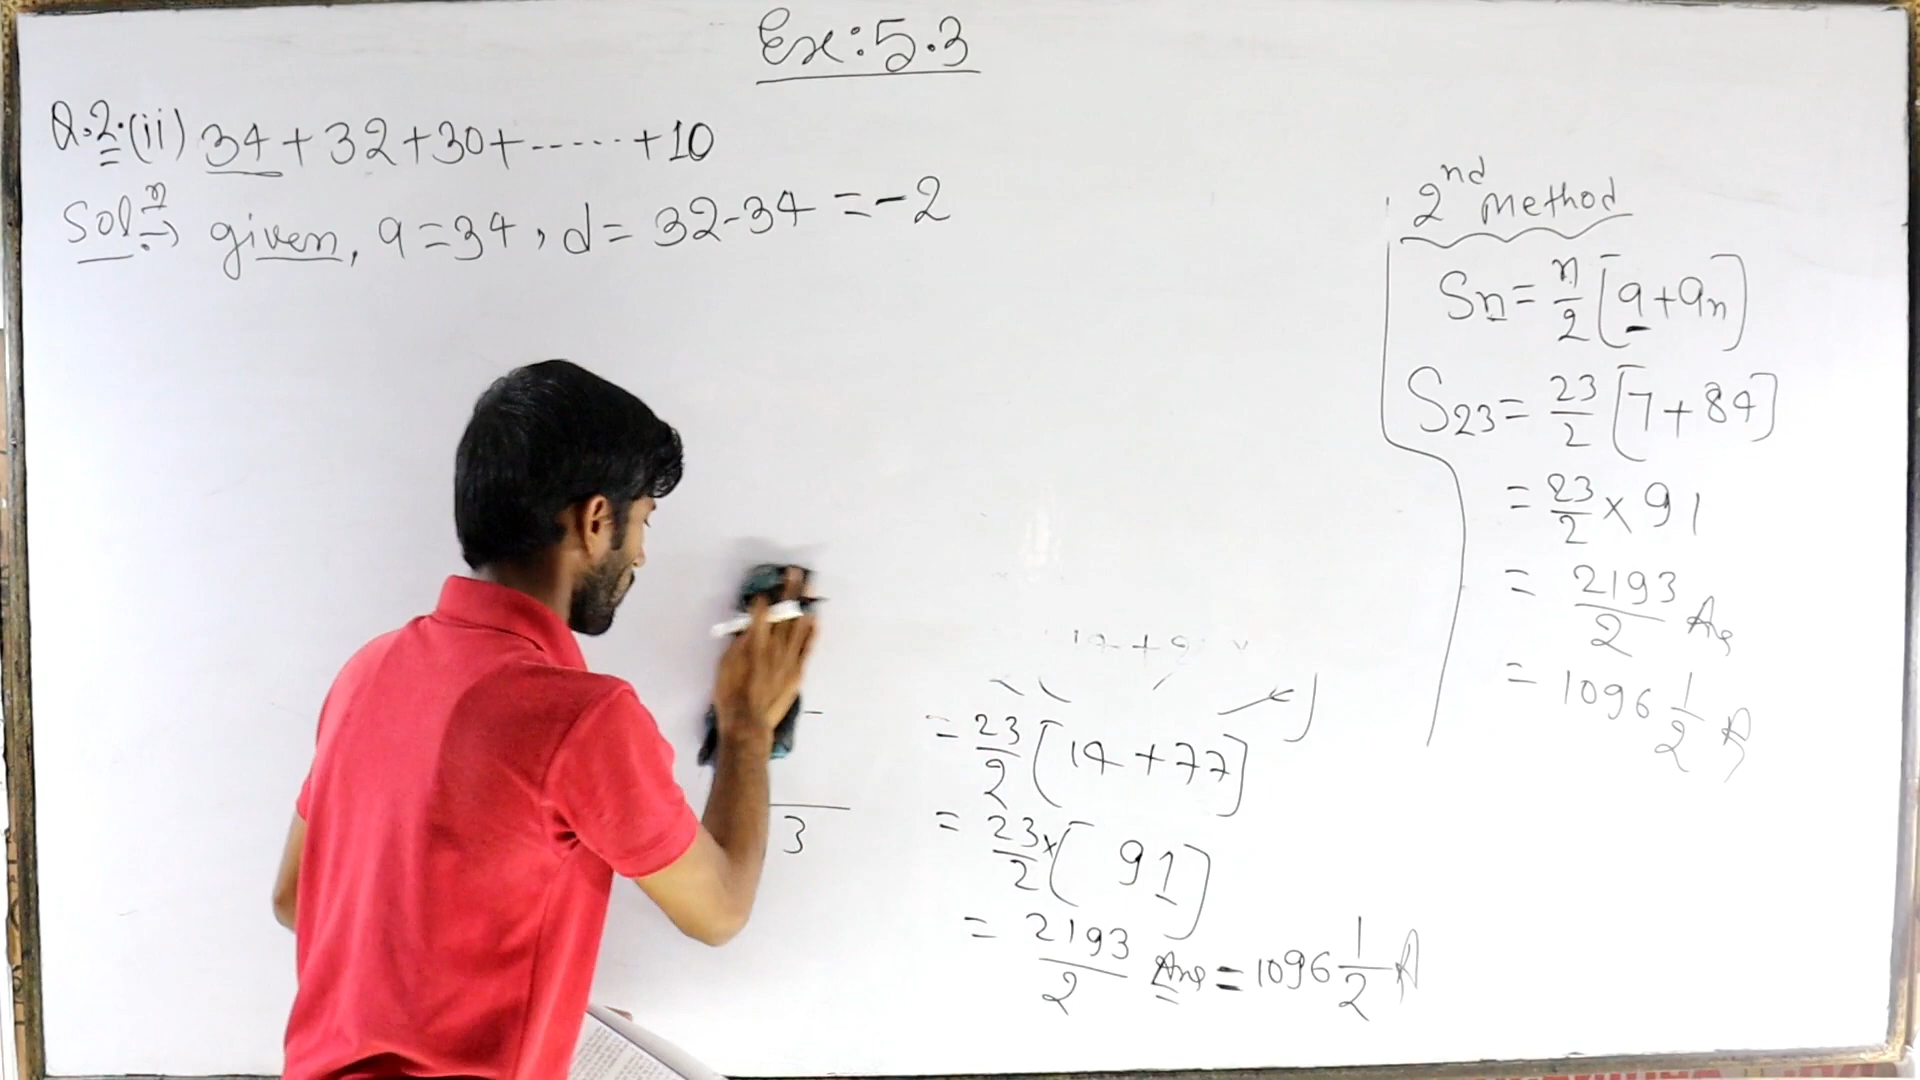 Ex:5.3
Q.2.(ii) 34+32+30+------+10
Solⁿ→ given, a=34, d= 32-34 =-2
3
= 23/2 [14+77]
= 23/2 × [91]
= 2193/2 Ans = 1096 1/2 A
2nd Method
Sn = n/2 [a+an]
S23 = 23/2 [7+84]
= 23/2 × 91
= 2193/2 Ans
= 1096 1/2 A